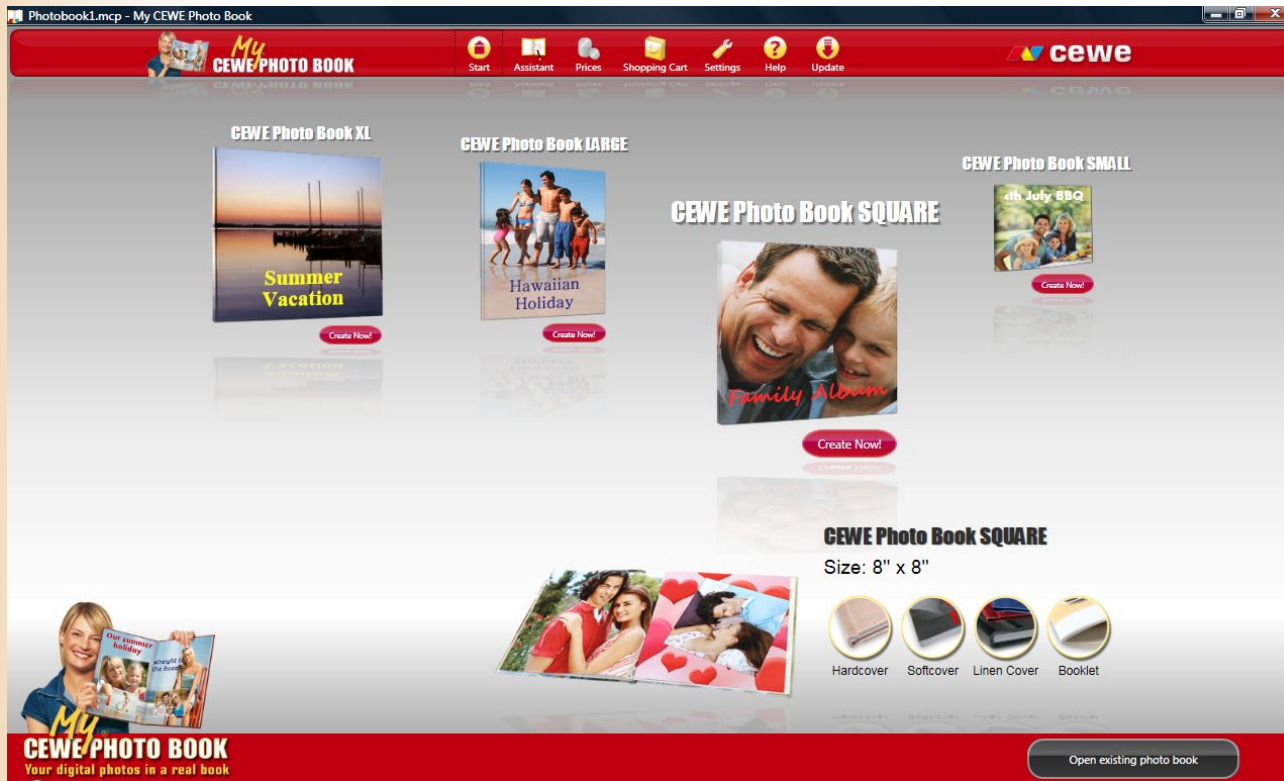 Photobook1.mcp - My CEWE Photo Book
My
CEWE PHOTO BOOK
Start
Assistant
Prices
Shopping Cart
Settings
Help
Update
cewe
CEWE Photo Book XL
Summer
Vacation
Create Now!
CEWE Photo Book LARGE
Hawaiian
Holiday
Create Now!
CEWE Photo Book SQUARE
Family Album
Create Now!
CEWE Photo Book SMALL
4th July BBQ
Create Now!
CEWE Photo Book SQUARE
Size: 8" x 8"
Hardcover
Softcover
Linen Cover
Booklet
Our summer
holiday
straight to
the beach
My
CEWE PHOTO BOOK
Your digital photos in a real book
Open existing photo book